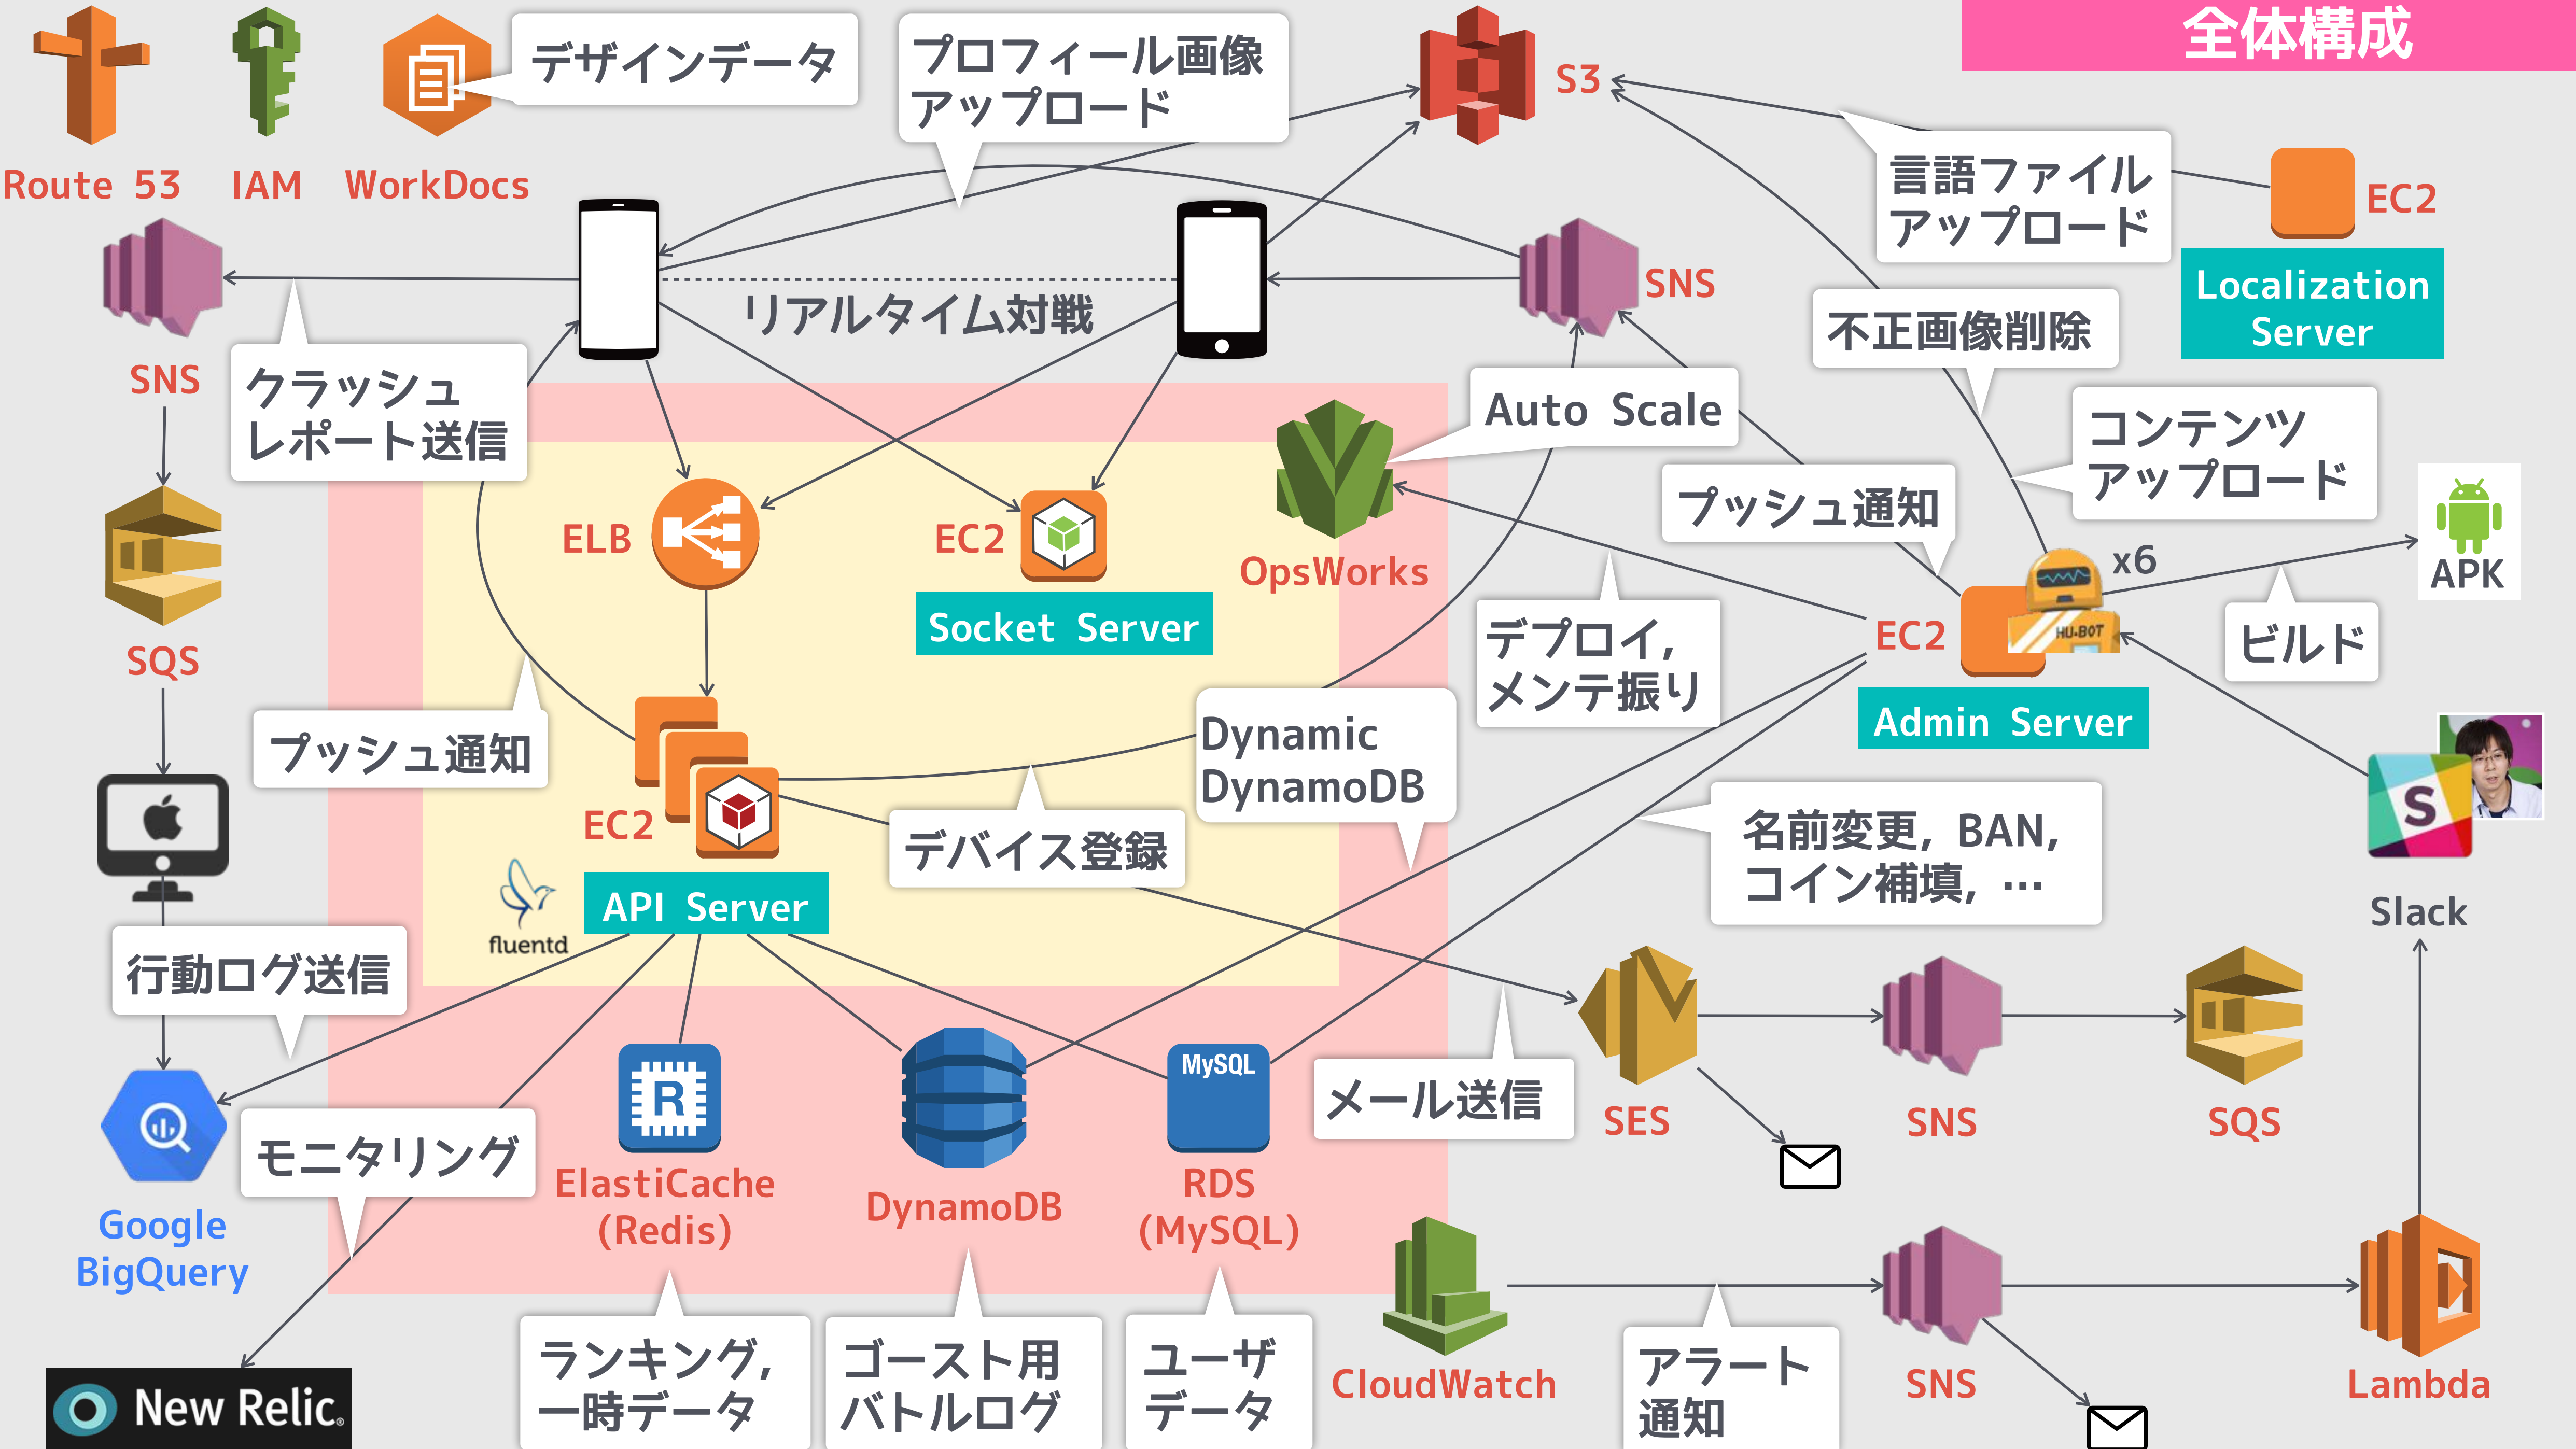 全体構成
Route 53
IAM
WorkDocs
デザインデータ
プロフィール画像
アップロード
S3
言語ファイル
アップロード
EC2
Localization
Server
SNS
クラッシュ
レポート送信
リアルタイム対戦
SNS
不正画像削除
Auto Scale
コンテンツ
アップロード
プッシュ通知
ELB
EC2
Socket Server
OpsWorks
x6
APK
ビルド
SQS
デプロイ,
メンテ振り
EC2
HU-BOT
Admin Server
プッシュ通知
Dynamic
DynamoDB
EC2
デバイス登録
名前変更, BAN,
コイン補填, …
S
Slack
fluentd
API Server
行動ログ送信
MySQL
R
メール送信
SES
SNS
SQS
モニタリング
ElastiCache
(Redis)
DynamoDB
RDS
(MySQL)
Google
BigQuery
New Relic®
ランキング,
一時データ
ゴースト用
バトルログ
ユーザ
データ
CloudWatch
アラート
通知
SNS
Lambda